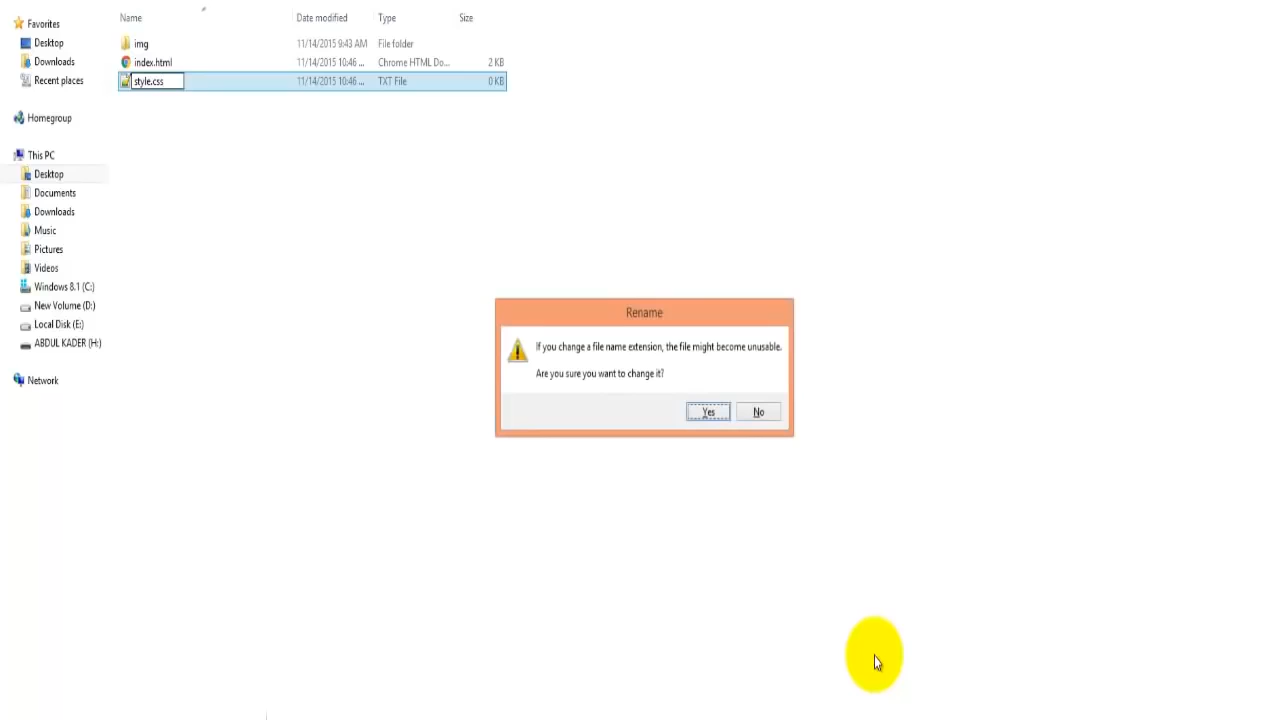 Name Date modified Type Size
Favorites
Desktop
Downloads
Recent places
Homegroup
This PC
Desktop
Documents
Downloads
Music
Pictures
Videos
Windows 8.1 (C:)
New Volume (D:)
Local Disk (E:)
ABDUL KADER (H:)
Network
img 11/14/2015 9:43 AM File folder
index.html 11/14/2015 10:46 ... Chrome HTML Do... 2 KB
style.css 11/14/2015 10:46 ... TXT File 0 KB
Rename
If you change a file name extension, the file might become unusable.
Are you sure you want to change it?
Yes No